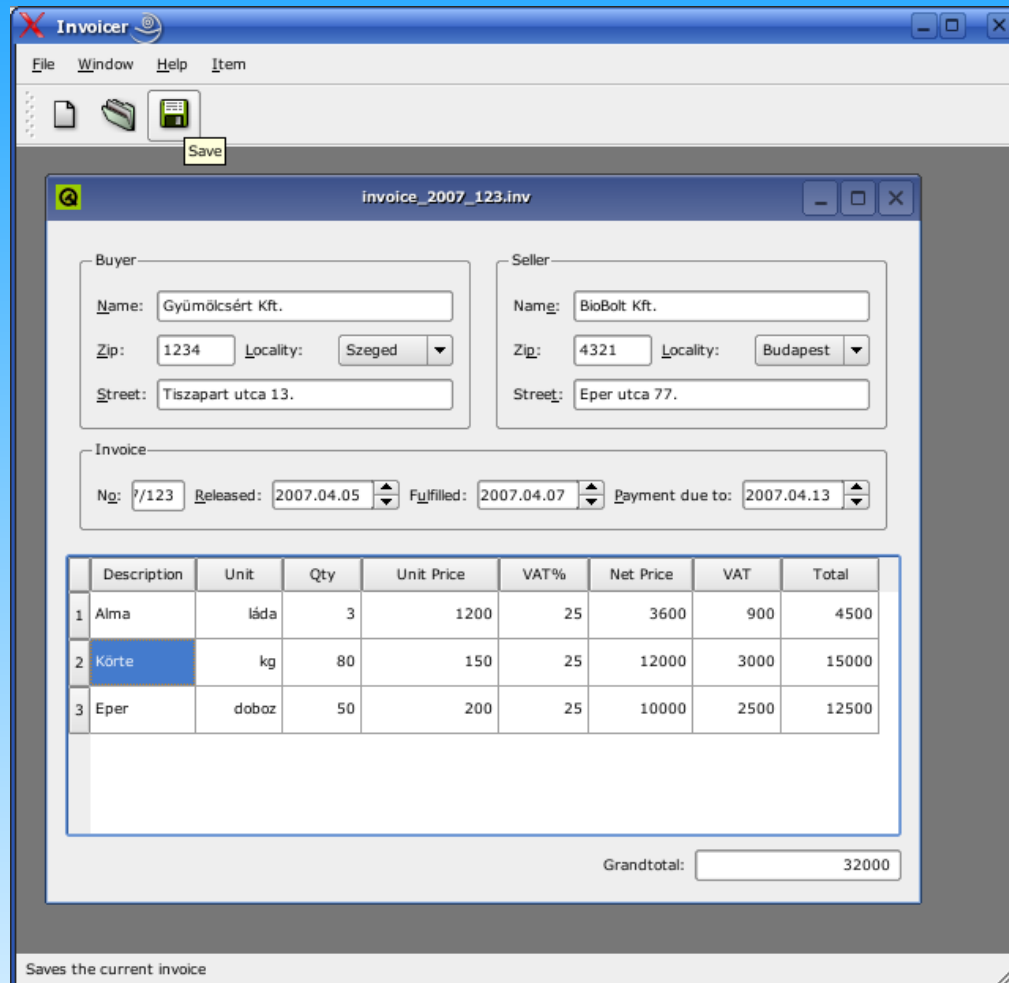 Invoicer
File Window Help Item
Save
invoice_2007_123.inv
Buyer
Name: Gyümölcsért Kft.
Zip: 1234 Locality: Szeged
Street: Tiszapart utca 13.
Seller
Name: BioBolt Kft.
Zip: 4321 Locality: Budapest
Street: Eper utca 77.
Invoice
No: 7/123 Released: 2007.04.05 Fulfilled: 2007.04.07 Payment due to: 2007.04.13
Description Unit Qty Unit Price VAT% Net Price VAT Total
1 Alma láda 3 1200 25 3600 900 4500
2 Körte kg 80 150 25 12000 3000 15000
3 Eper doboz 50 200 25 10000 2500 12500
Grandtotal: 32000
Saves the current invoice